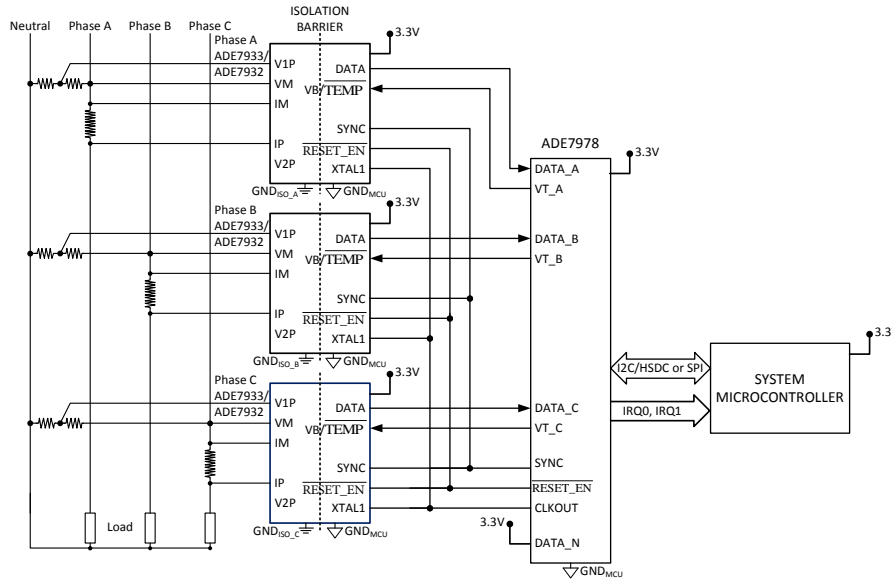 Neutral Phase A Phase B Phase C
ISOLATION
BARRIER
Phase A
ADE7933/
ADE7932
V1P
VM
IM
IP
V2P
3.3V
DATA
VB/TEMP
SYNC
RESET_EN
XTAL1
GNDISO_A
GNDMCU
Phase B
ADE7933/
ADE7932
V1P
VM
IM
IP
V2P
3.3V
DATA
VB/TEMP
SYNC
RESET_EN
XTAL1
GNDISO_B
GNDMCU
Phase C
ADE7933/
ADE7932
V1P
VM
IM
IP
V2P
3.3V
DATA
VB/TEMP
SYNC
RESET_EN
XTAL1
GNDISO_C
GNDMCU
Load
ADE7978
3.3V
DATA_A
VT_A
DATA_B
VT_B
DATA_C
VT_C
SYNC
RESET_EN
CLKOUT
3.3V
DATA_N
GNDMCU
I2C/HSDC or SPI
IRQ0, IRQ1
3.3
SYSTEM
MICROCONTROLLER